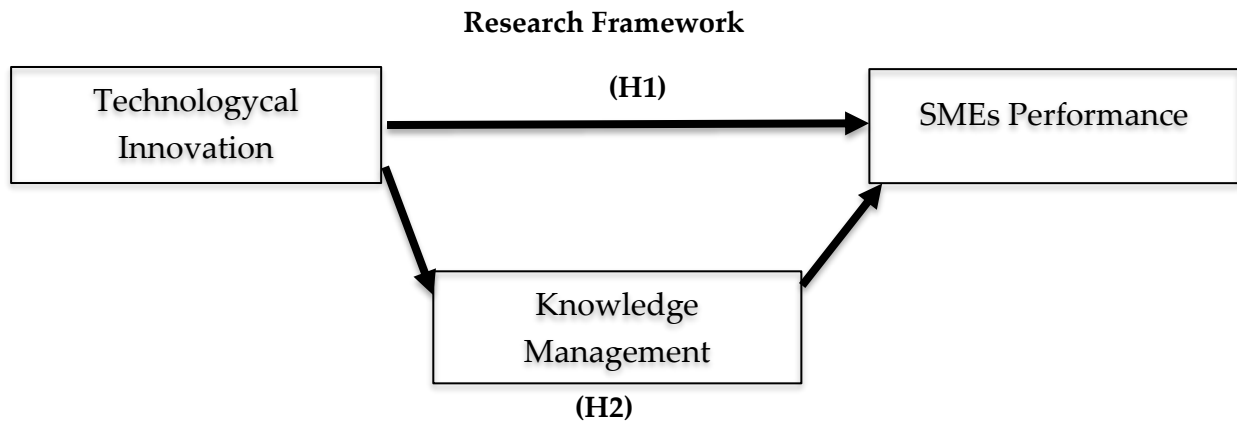 Research Framework
(H1)
Technologycal
Innovation
SMEs Performance
Knowledge
Management
(H2)